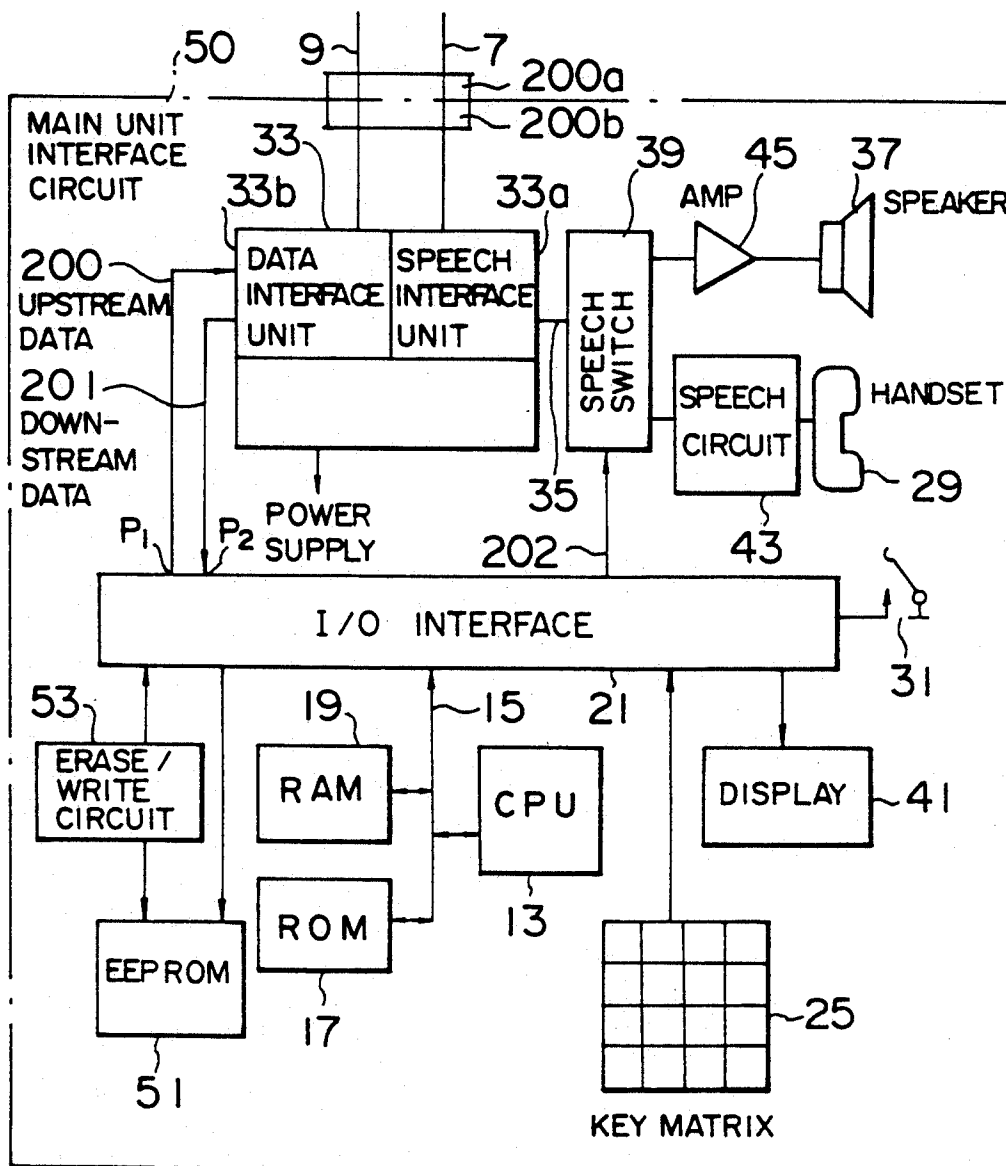 50
9
7
200a
200b
MAIN UNIT
INTERFACE
CIRCUIT
33
33b
33a
39
45
37
AMP
SPEAKER
200
UPSTREAM
DATA
DATA
INTERFACE
UNIT
SPEECH
INTERFACE
UNIT
SPEECH
SWITCH
201
DOWN-
STREAM
DATA
35
SPEECH
CIRCUIT
HANDSET
29
43
P1
P2
POWER
SUPPLY
202
I/O INTERFACE
31
53
19
15
21
ERASE/
WRITE
CIRCUIT
RAM
CPU
DISPLAY
41
ROM
13
EEPROM
17
25
51
KEY MATRIX